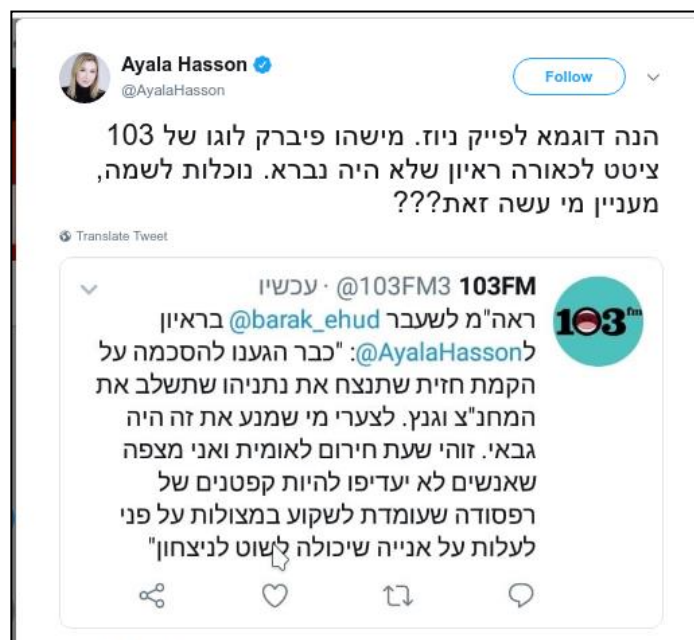 Ayala Hasson
@AyalaHasson
Follow
הנה דוגמא לפייק ניוז. מישהו פיברק לוגו של 103
ציטט לכאורה ראיון שלא היה נברא. נוכלות לשמה,
מעניין מי עשה זאת???
Translate Tweet
103FM @103FM3 · עכשיו
103 fm
ראה"מ לשעבר @barak_ehud בראיון
ל@AyalaHasson: "כבר הגענו להסכמה על
הקמת חזית שתנצח את נתניהו שתשלב את
המחנ"צ וגנץ. לצערי מי שמנע את זה היה
גבאי. זוהי שעת חירום לאומית ואני מצפה
שאנשים לא יעדיפו להיות קפטנים של
רפסודה שעומדת לשקוע במצולות על פני
לעלות על אנייה שיכולה לשוט לניצחון"